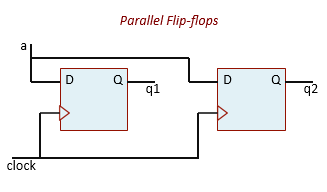 Parallel Flip-flops
a
D Q q1
D Q q2
clock